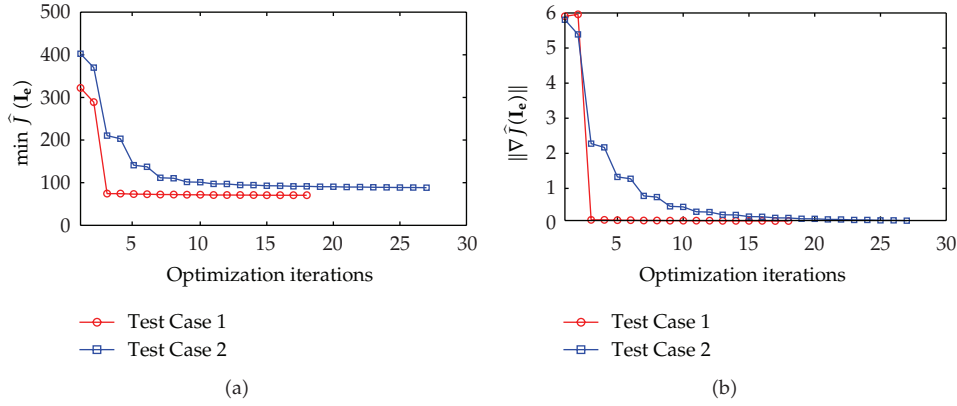 500
400
300
200
100
0
5 10 15 20 25 30
min Ĵ (I_e)
Optimization iterations
Test Case 1
Test Case 2
(a)
6
5
4
3
2
1
0
5 10 15 20 25 30
‖∇Ĵ(I_e)‖
Optimization iterations
Test Case 1
Test Case 2
(b)